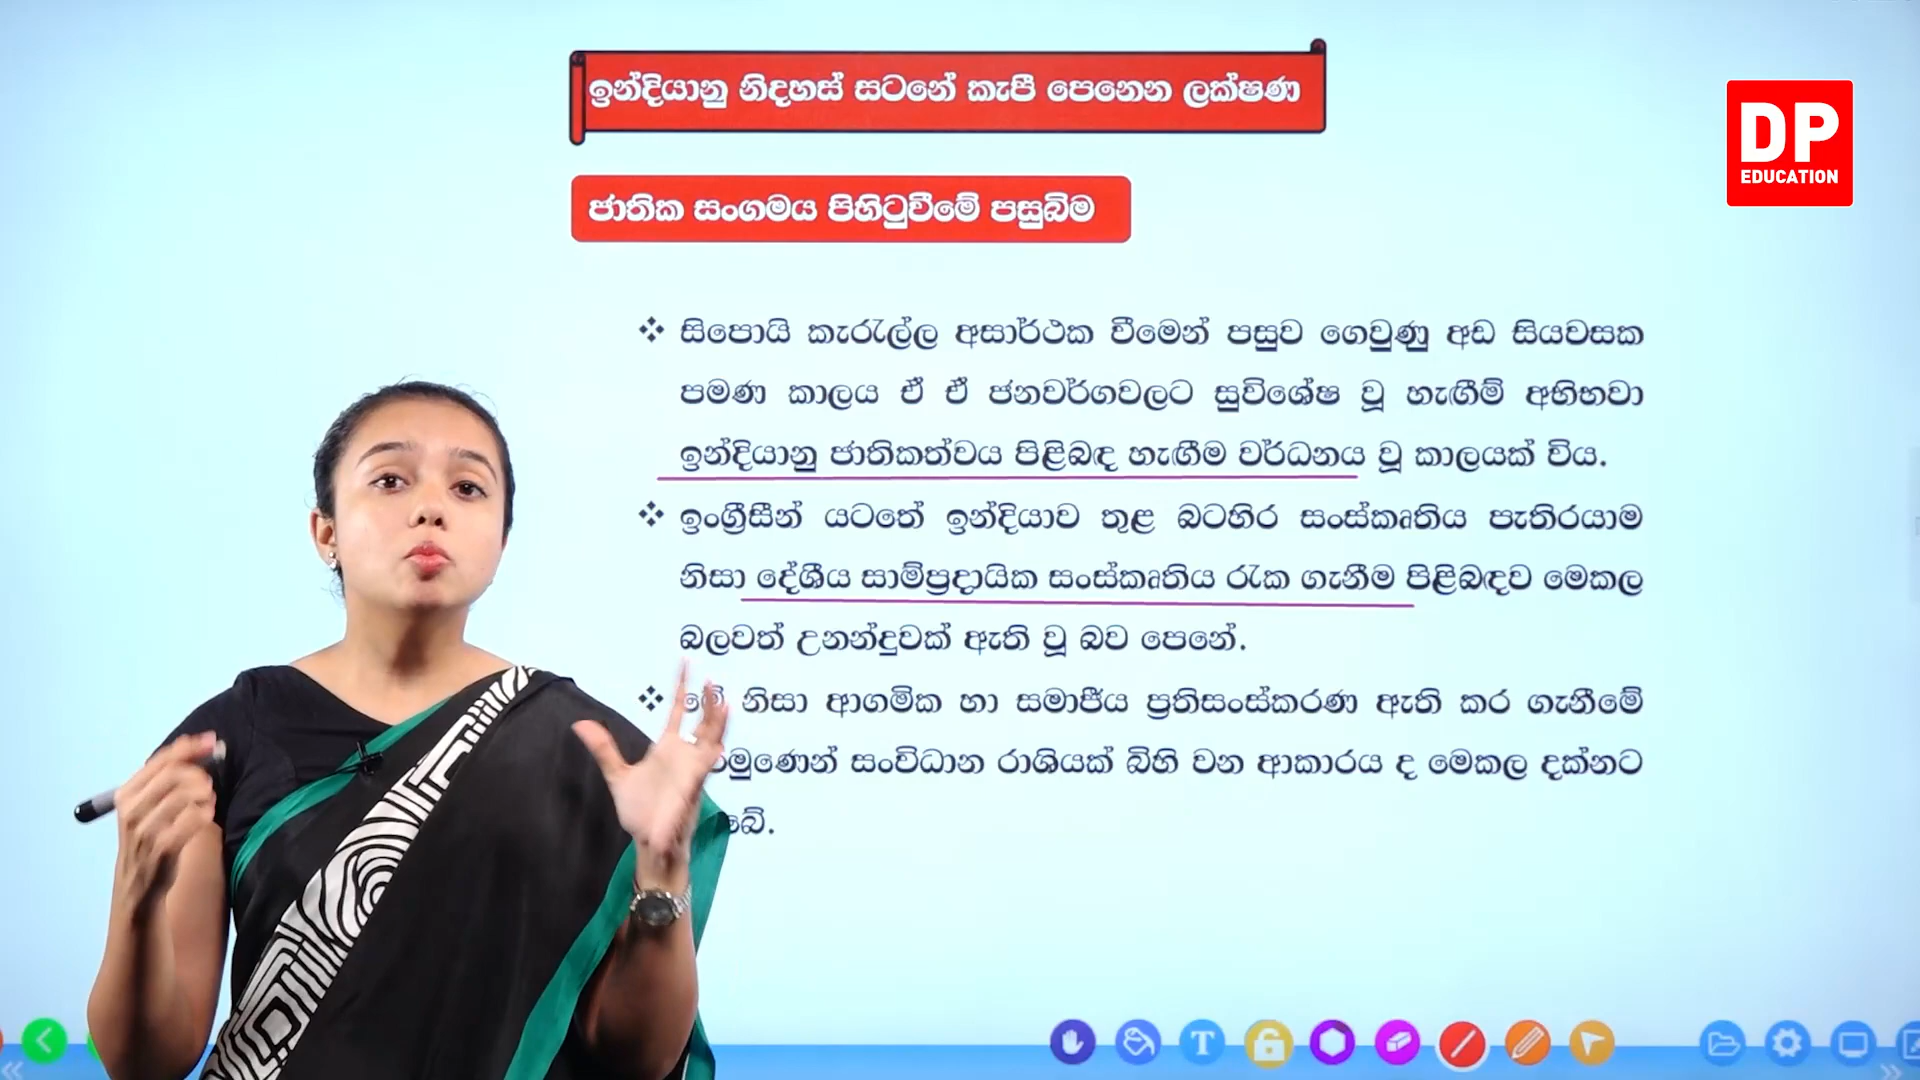 ඉන්දියානු නිදහස් සටනේ කැපී පෙනෙන ලක්ෂණ
DP
EDUCATION
ජාතික සංගමය පිහිටුවීමේ පසුබිම
සිපොයි කැරැල්ල අසාර්ථක වීමෙන් පසුව ගෙවුණු අඩ සියවසක
පමණ කාලය ඒ ඒ ජනවර්ගවලට සුවිශේෂ වූ හැඟීම් අභිභවා
ඉන්දියානු ජාතිකත්වය පිළිබඳ හැඟීම වර්ධනය වූ කාලයක් විය.
ඉංග්‍රීසීන් යටතේ ඉන්දියාව තුළ බටහිර සංස්කෘතිය පැතිරයාම
නිසා දේශීය සාම්ප්‍රදායික සංස්කෘතිය රැක ගැනීම පිළිබඳව මෙකල
බලවත් උනන්දුවක් ඇති වූ බව පෙනේ.
නිසා ආගමික හා සමාජීය ප්‍රතිසංස්කරණ ඇති කර ගැනීමේ
සංවිධාන රාශියක් බිහි වන ආකාරය ද මෙකල දක්නට